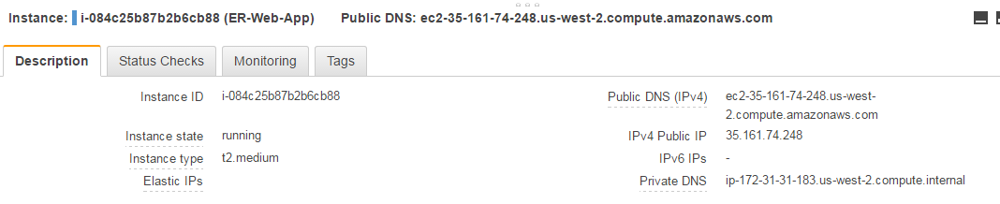 Instance: i-084c25b87b2b6cb88 (ER-Web-App) Public DNS: ec2-35-161-74-248.us-west-2.compute.amazonaws.com
Description Status Checks Monitoring Tags
Instance ID i-084c25b87b2b6cb88 Public DNS (IPv4) ec2-35-161-74-248.us-west-
2.compute.amazonaws.com
Instance state running IPv4 Public IP 35.161.74.248
Instance type t2.medium IPv6 IPs -
Elastic IPs Private DNS ip-172-31-31-183.us-west-2.compute.internal